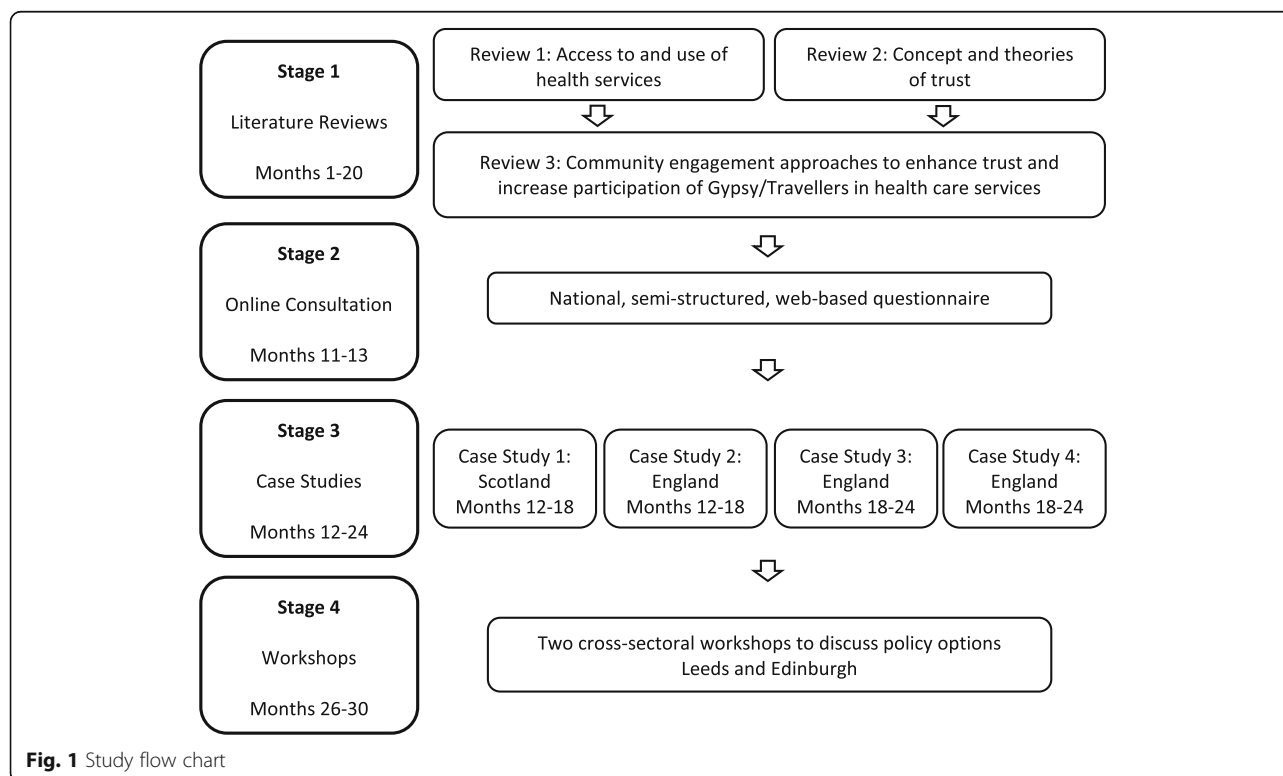 Stage 1
Literature Reviews
Months 1-20
Review 1: Access to and use of
health services
Review 2: Concept and theories
of trust
Review 3: Community engagement approaches to enhance trust and
increase participation of Gypsy/Travellers in health care services
Stage 2
Online Consultation
Months 11-13
National, semi-structured, web-based questionnaire
Stage 3
Case Studies
Months 12-24
Case Study 1:
Scotland
Months 12-18
Case Study 2:
England
Months 12-18
Case Study 3:
England
Months 18-24
Case Study 4:
England
Months 18-24
Stage 4
Workshops
Months 26-30
Two cross-sectoral workshops to discuss policy options
Leeds and Edinburgh
Fig. 1 Study flow chart